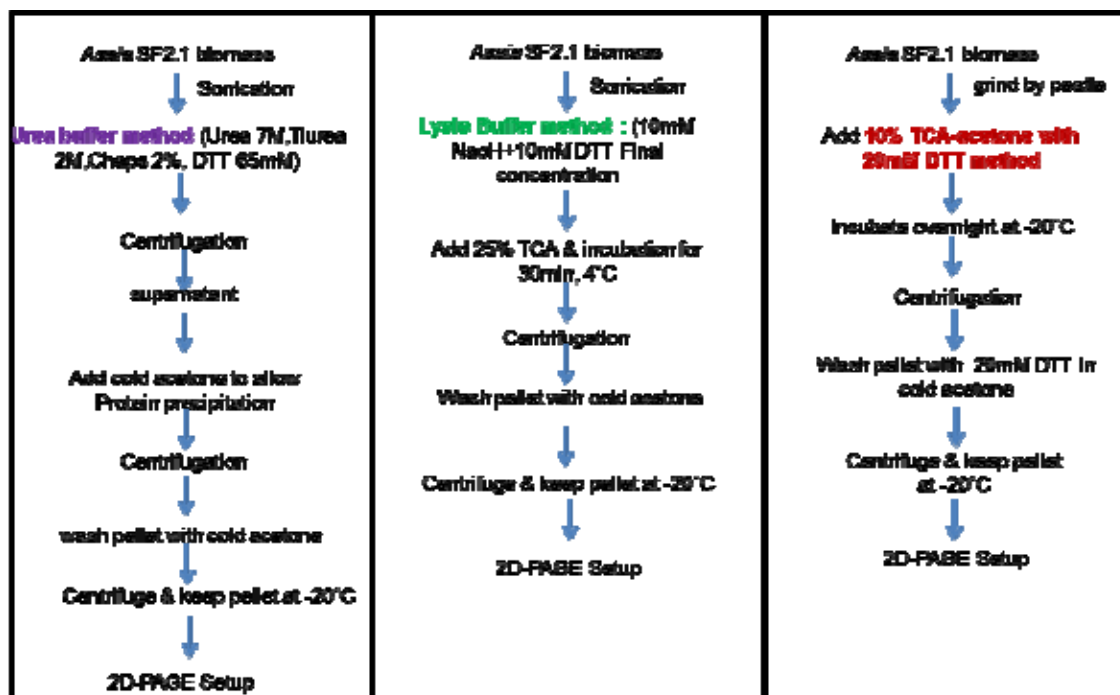 SF2.1 biomass
Sonication
Urea buffer method: (Urea 7M,Tiurea
2M,Chaps 2%, DTT 65mM)
Centrifugation
supernatant
Add cold acetone to allow
Protein precipitation
Centrifugation
wash pellet with cold acetone
Centrifuge & keep pellet at -20°C
2D-PAGE Setup
SF2.1 biomass
Sonication
Buffer method : (10mM
NaoH+10mM DTT Final
concentration
Add 25% TCA & incubation for
30min, 4°C
Centrifugation
Wash pellet with cold acetone
Centrifuge & keep pellet at -20°C
2D-PAGE Setup
SF2.1 biomass
grind by pestle
Add 10% TCA-acetone with
20mM DTT method
overnight at -20°C
Centrifugation
Wash pellet with 20mM DTT in
cold acetone
Centrifuge & keep pellet
at -20°C
2D-PAGE Setup